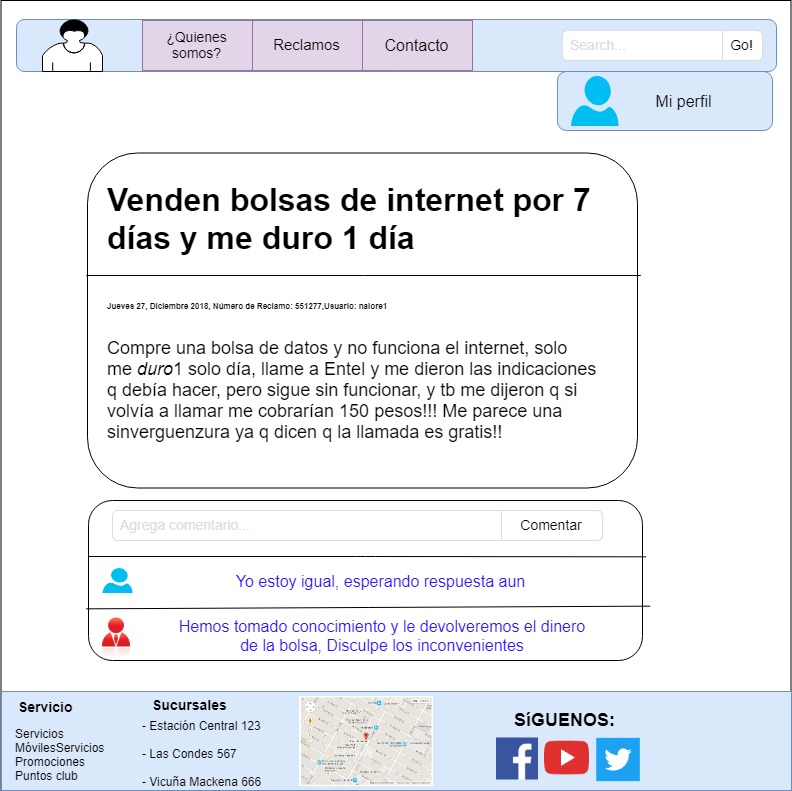 ¿Quienes
somos?
Reclamos
Contacto
Search...
Go!
Mi perfil
Venden bolsas de internet por 7
días y me duro 1 día
Jueves 27, Diciembre 2018, Número de Reclamo: 551277,Usuario: nalore1
Compre una bolsa de datos y no funciona el internet, solo
me duro1 solo día, llame a Entel y me dieron las indicaciones
q debía hacer, pero sigue sin funcionar, y tb me dijeron q si
volvía a llamar me cobrarían 150 pesos!!! Me parece una
sinverguenzura ya q dicen q la llamada es gratis!!
Agrega comentario...
Comentar
Yo estoy igual, esperando respuesta aun
Hemos tomado conocimiento y le devolveremos el dinero
de la bolsa, Disculpe los inconvenientes
Servicio
Servicios
MóvilesServicios
Promociones
Puntos club
Sucursales
- Estación Central 123
- Las Condes 567
- Vicuña Mackena 666
SíGUENOS: